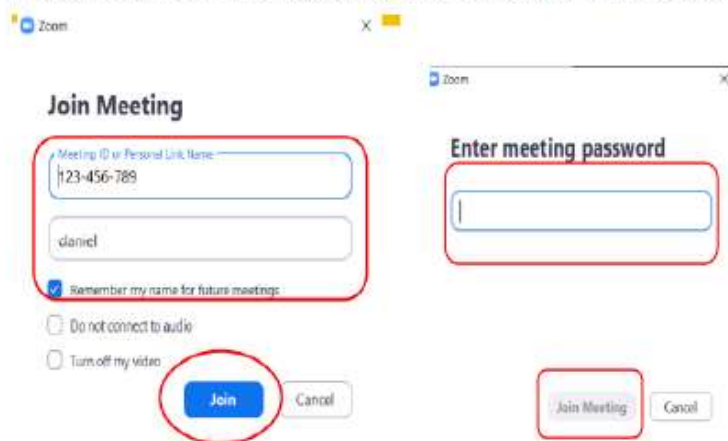 Zoom
Join Meeting
Meeting ID or Personal Link Name
123-456-789
daniel
Remember my name for future meetings
Do not connect to audio
Turn off my video
Join Cancel
Zoom
Enter meeting password
Join Meeting Cancel